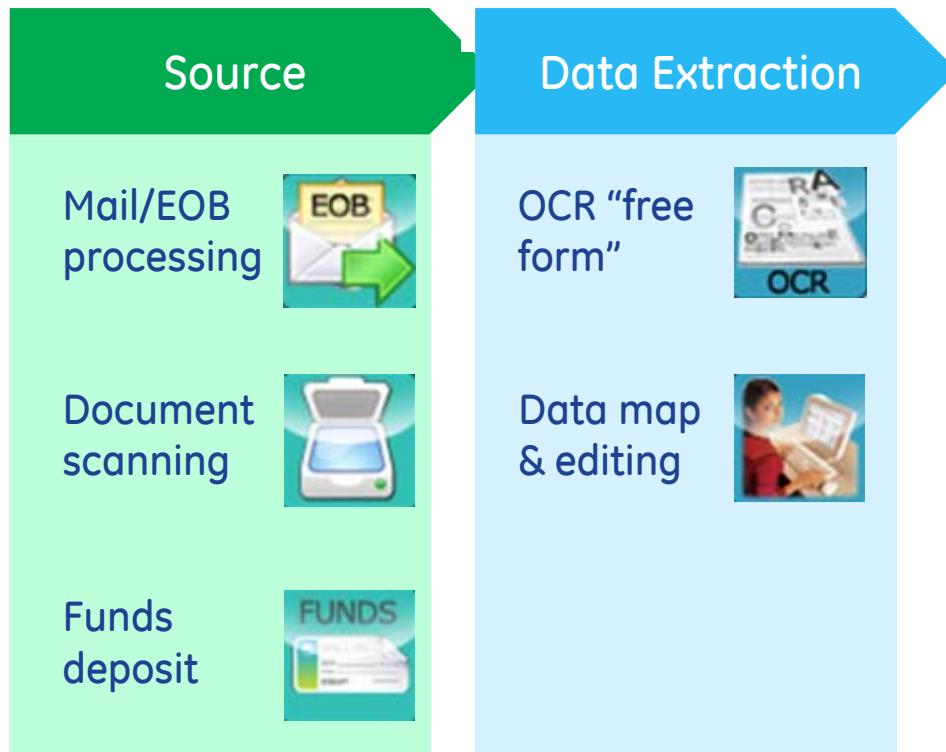 Source
Mail/EOB
processing
EOB
Document
scanning
Funds
deposit
FUNDS
Data Extraction
OCR “free
form”
R A
C
OCR
Data map
& editing